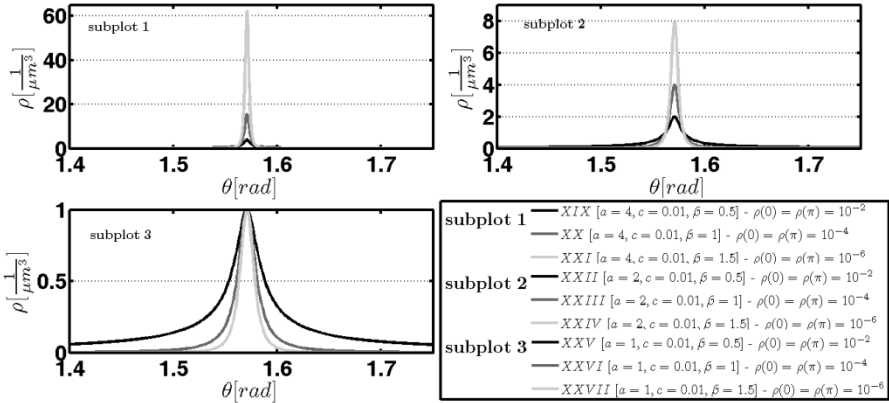 subplot 1
60
40
20
0
ρ[1/μm³]
1.4 1.5 1.6 1.7
θ[rad]
subplot 2
8
6
4
2
0
ρ[1/μm³]
1.4 1.5 1.6 1.7
θ[rad]
subplot 3
1
0.5
0
ρ[1/μm³]
1.4 1.5 1.6 1.7
θ[rad]
subplot 1
XIX [a = 4, c = 0.01, β = 0.5] - ρ(0) = ρ(π) = 10⁻²
XX [a = 4, c = 0.01, β = 1] - ρ(0) = ρ(π) = 10⁻⁴
XXI [a = 4, c = 0.01, β = 1.5] - ρ(0) = ρ(π) = 10⁻⁶
subplot 2
XXII [a = 2, c = 0.01, β = 0.5] - ρ(0) = ρ(π) = 10⁻²
XXIII [a = 2, c = 0.01, β = 1] - ρ(0) = ρ(π) = 10⁻⁴
XXIV [a = 2, c = 0.01, β = 1.5] - ρ(0) = ρ(π) = 10⁻⁶
subplot 3
XXV [a = 1, c = 0.01, β = 0.5] - ρ(0) = ρ(π) = 10⁻²
XXVI [a = 1, c = 0.01, β = 1] - ρ(0) = ρ(π) = 10⁻⁴
XXVII [a = 1, c = 0.01, β = 1.5] - ρ(0) = ρ(π) = 10⁻⁶